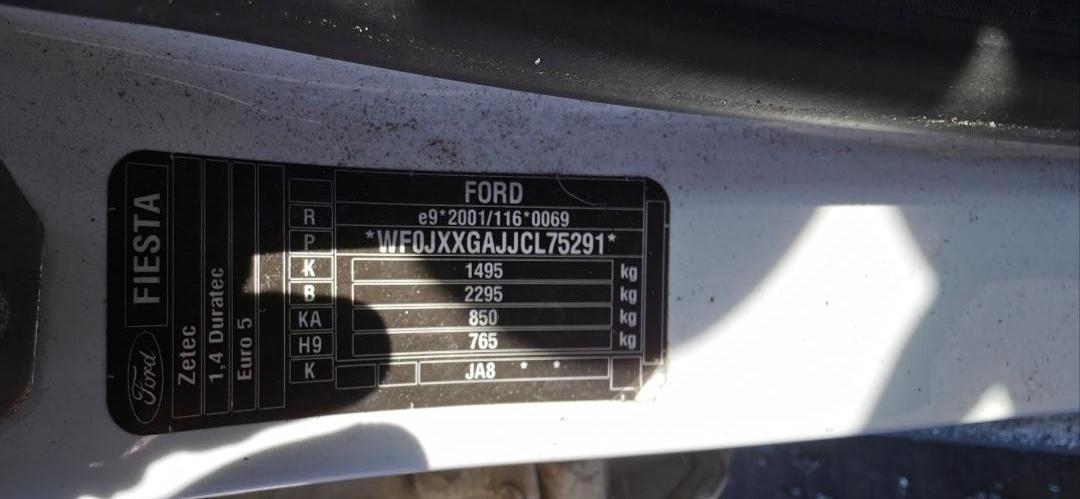 FIESTA
Ford
Zetec
1,4 Duratec
Euro 5
FORD
R e9*2001/116*0069
P *WF0JXXGAJJCL75291*
K 1495 kg
B 2295 kg
KA 850 kg
H9 765 kg
K JA8 * *